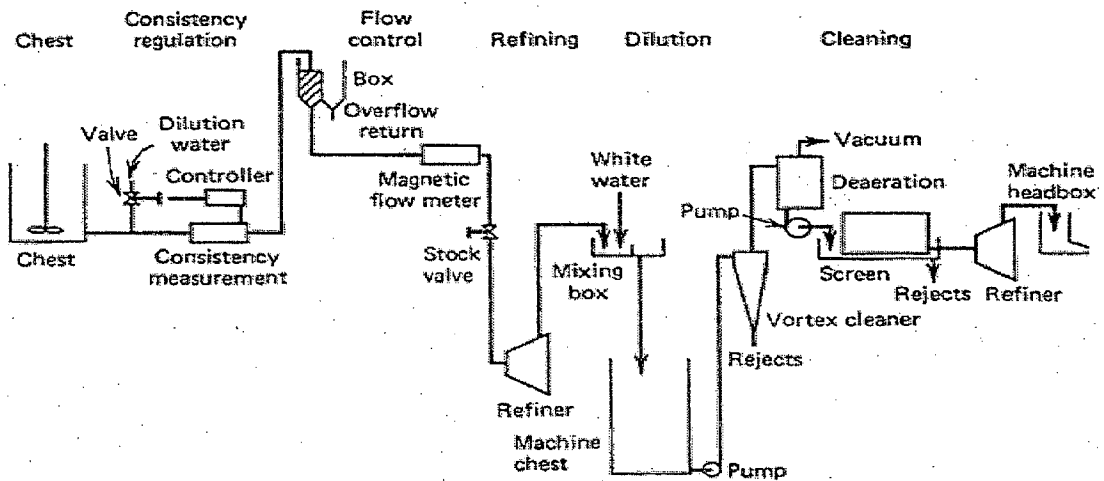 Chest
Consistency
regulation
Flow
control
Refining
Dilution
Cleaning
Box
Overflow
return
Valve
Dilution
water
Controller
Chest
Consistency
measurement
Magnetic
flow meter
Stock
valve
Refiner
White
water
Mixing
box
Machine
chest
Pump
Vacuum
Deaeration
Pump
Vortex cleaner
Rejects
Screen
Rejects
Refiner
Machine
headbox